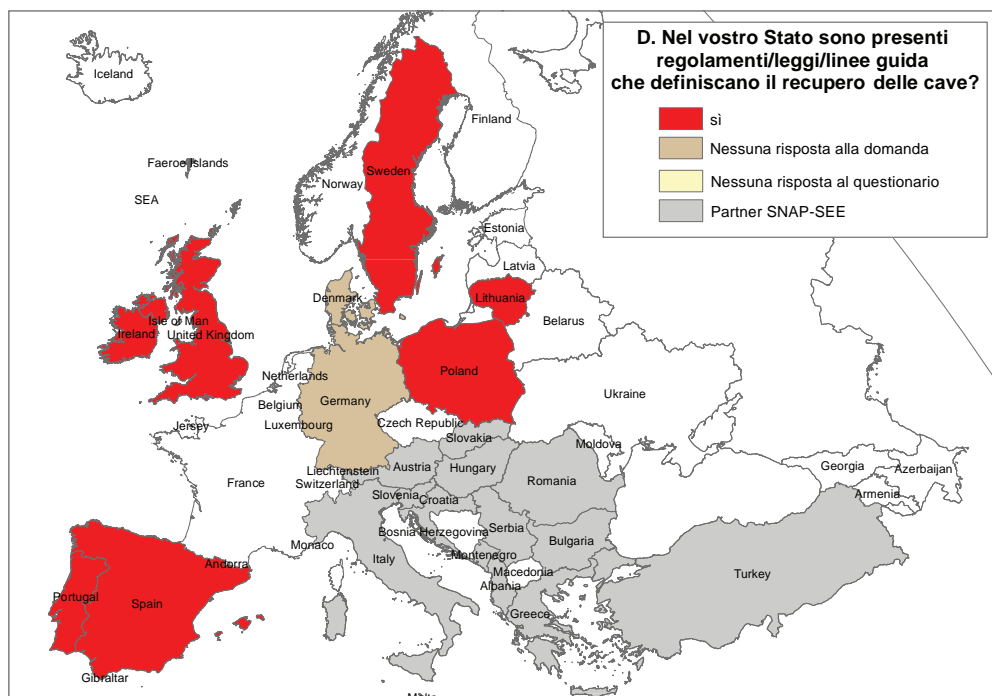 D. Nel vostro Stato sono presenti
regolamenti/leggi/linee guida
che definiscano il recupero delle cave?
sì
Nessuna risposta alla domanda
Nessuna risposta al questionario
Partner SNAP-SEE
Iceland
Faeroe Islands
SEA
Norway
Sweden
Finland
Estonia
Latvia
Lithuania
Denmark
Belarus
Isle of Man
Ireland
United Kingdom
Netherlands
Poland
Germany
Belgium
Luxembourg
Jersey
Czech Republic
Slovakia
Ukraine
Moldova
Liechtenstein
Switzerland
Austria
Hungary
France
Romania
Slovenia
Croatia
Georgia
Azerbaijan
Armenia
Bosnia Herzegovina
Serbia
Monaco
Italy
Montenegro
Bulgaria
Andorra
Macedonia
Albania
Turkey
Portugal
Spain
Greece
Gibraltar